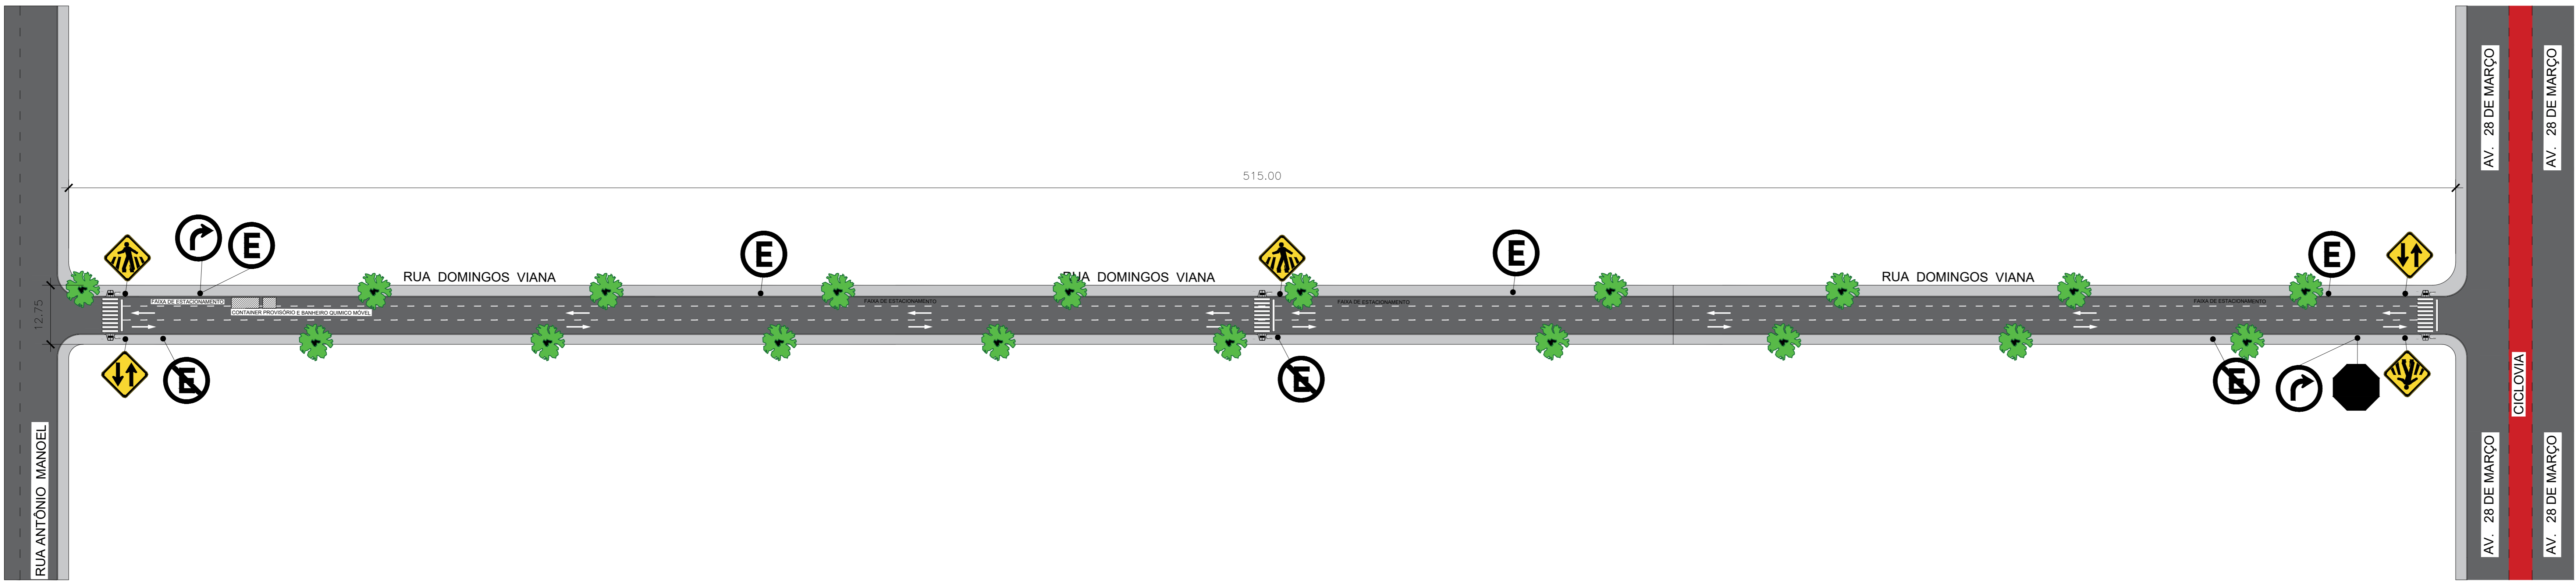 AV. 28 DE MARÇO
AV. 28 DE MARÇO
515.00
E
E
E
E
RUA DOMINGOS VIANA
RUA DOMINGOS VIANA
RUA DOMINGOS VIANA
12.75
FAIXA DE ESTACIONAMENTO
FAIXA DE ESTACIONAMENTO
FAIXA DE ESTACIONAMENTO
FAIXA DE ESTACIONAMENTO
CONTAINER PROVISÓRIO E BANHEIRO QUIMICO MÓVEL
E
E
E
CICLOVIA
RUA ANTÔNIO MANOEL
AV. 28 DE MARÇO
AV. 28 DE MARÇO